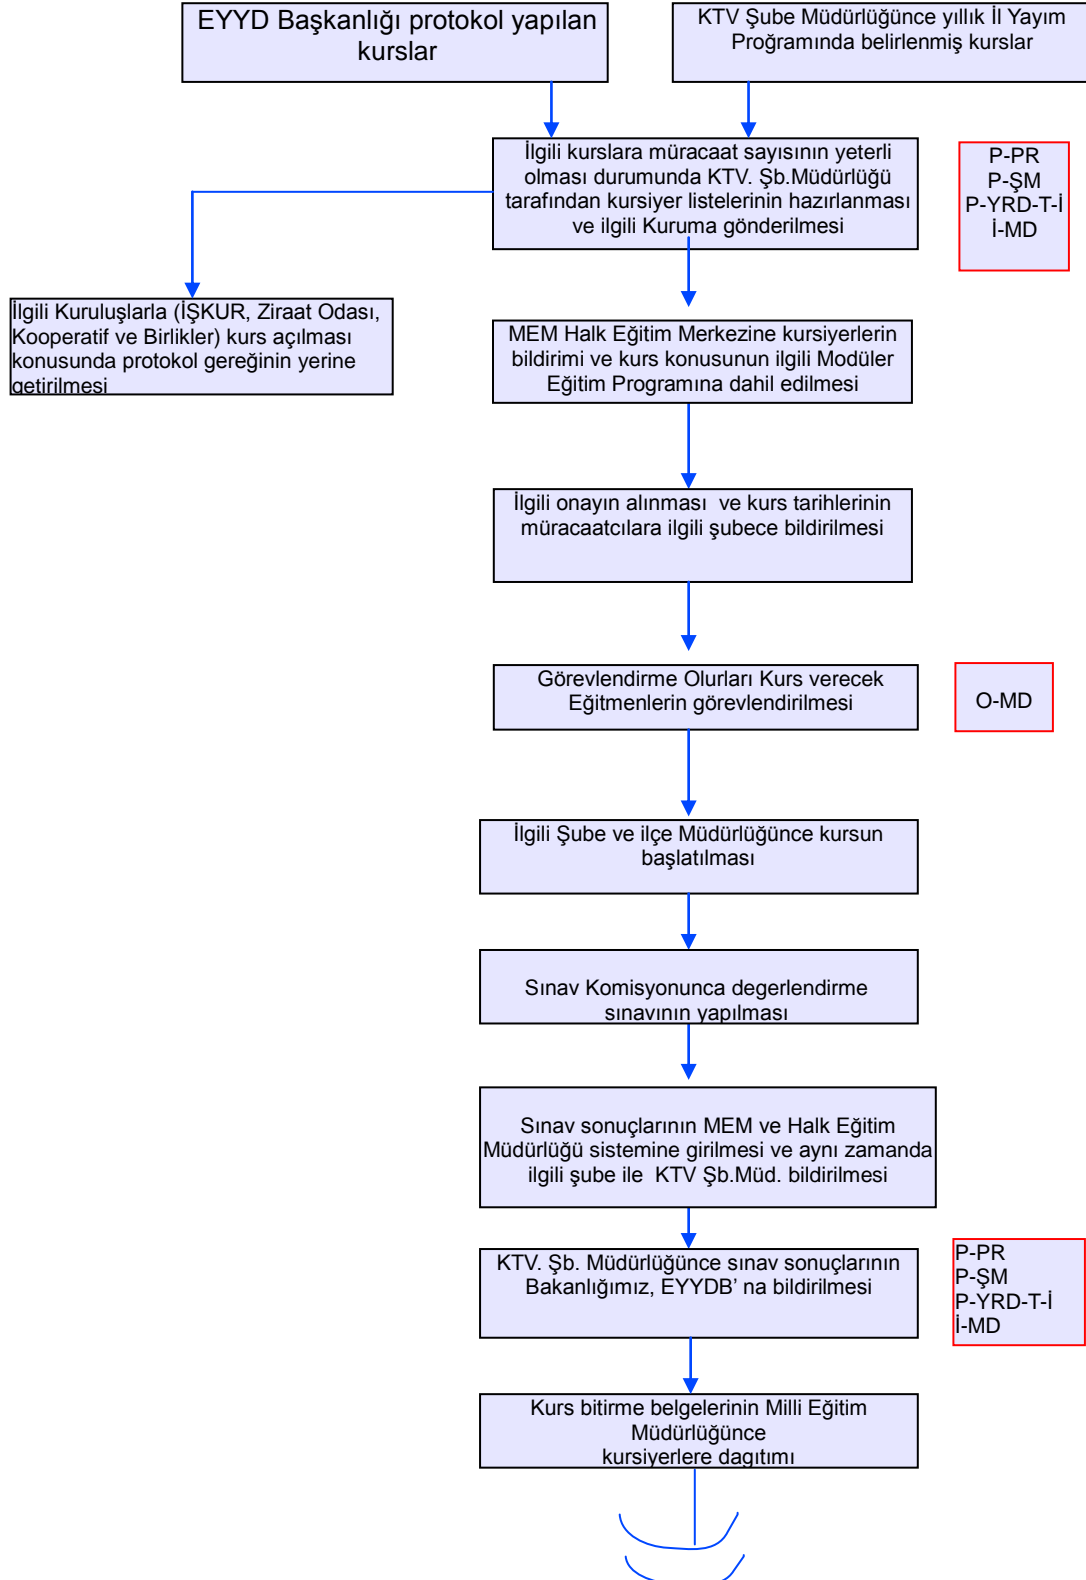 EYYD Başkanlığı protokol yapılan
kurslar
KTV Şube Müdürlüğünce yıllık İl Yayım
Proğramında belirlenmiş kurslar
İlgili kurslara müracaat sayısının yeterli
olması durumunda KTV. Şb.Müdürlüğü
tarafından kursiyer listelerinin hazırlanması
ve ilgili Kuruma gönderilmesi
P-PR
P-ŞM
P-YRD-T-İ
İ-MD
İlgili Kuruluşlarla (İŞKUR, Ziraat Odası,
Kooperatif ve Birlikler) kurs açılması
konusunda protokol gereğinin yerine
getirilmesi
MEM Halk Eğitim Merkezine kursiyerlerin
bildirimi ve kurs konusunun ilgili Modüler
Eğitim Programına dahil edilmesi
İlgili onayın alınması ve kurs tarihlerinin
müracaatcılara ilgili şubece bildirilmesi
Görevlendirme Olurları Kurs verecek
Eğitmenlerin görevlendirilmesi
O-MD
İlgili Şube ve ilçe Müdürlüğünce kursun
başlatılması
Sınav Komisyonunca degerlendirme
sınavının yapılması
Sınav sonuçlarının MEM ve Halk Eğitim
Müdürlüğü sistemine girilmesi ve aynı zamanda
ilgili şube ile KTV Şb.Müd. bildirilmesi
KTV. Şb. Müdürlüğünce sınav sonuçlarının
Bakanlığımız, EYYDB’ na bildirilmesi
P-PR
P-ŞM
P-YRD-T-İ
İ-MD
Kurs bitirme belgelerinin Milli Eğitim
Müdürlüğünce
kursiyerlere dagıtımı